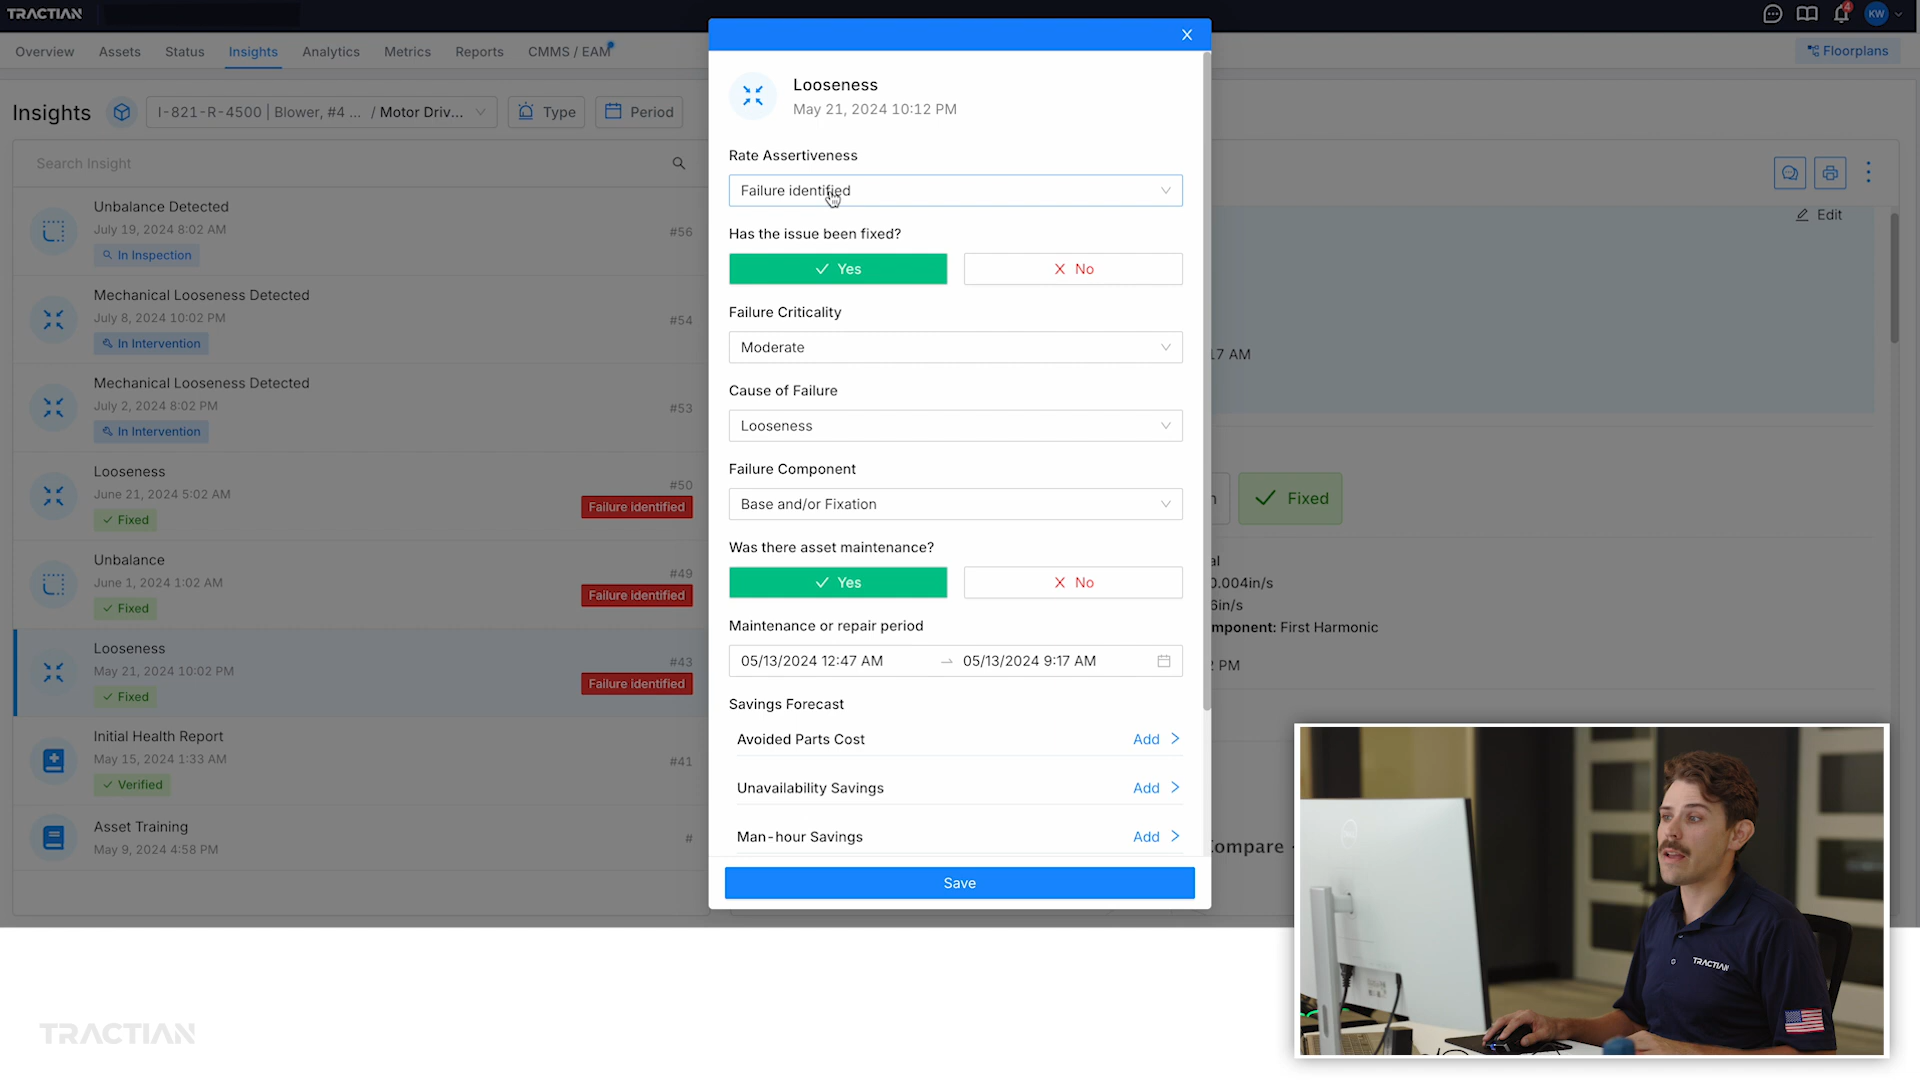 TRACTIAN
4
KW
Overview
Assets
Status
Insights
Analytics
Metrics
Reports
CMMS / EAM
Floorplans
Insights
I-821-R-4500 | Blower, #4 ... / Motor Driv...
Type
Period
Search Insight
Unbalance Detected
July 19, 2024 8:02 AM
#56
In Inspection
Mechanical Looseness Detected
July 8, 2024 10:02 PM
#54
In Intervention
Mechanical Looseness Detected
July 2, 2024 8:02 PM
#53
In Intervention
Looseness
June 21, 2024 5:02 AM
#50
Fixed
Failure identified
Unbalance
June 1, 2024 1:02 AM
#49
Fixed
Failure identified
Looseness
May 21, 2024 10:02 PM
#43
Fixed
Failure identified
Initial Health Report
May 15, 2024 1:33 AM
#41
Verified
Asset Training
May 9, 2024 4:58 PM
#
Looseness
May 21, 2024 10:12 PM
Rate Assertiveness
Failure identified
Has the issue been fixed?
Yes
No
Failure Criticality
Moderate
Cause of Failure
Looseness
Failure Component
Base and/or Fixation
Was there asset maintenance?
Yes
No
Maintenance or repair period
05/13/2024 12:47 AM → 05/13/2024 9:17 AM
Savings Forecast
Avoided Parts Cost
Add
Unavailability Savings
Add
Man-hour Savings
Add
Save
Edit
17 AM
Fixed
0.004in/s
6in/s
mponent: First Harmonic
PM
Compare
TRACTIAN
TRACTIAN